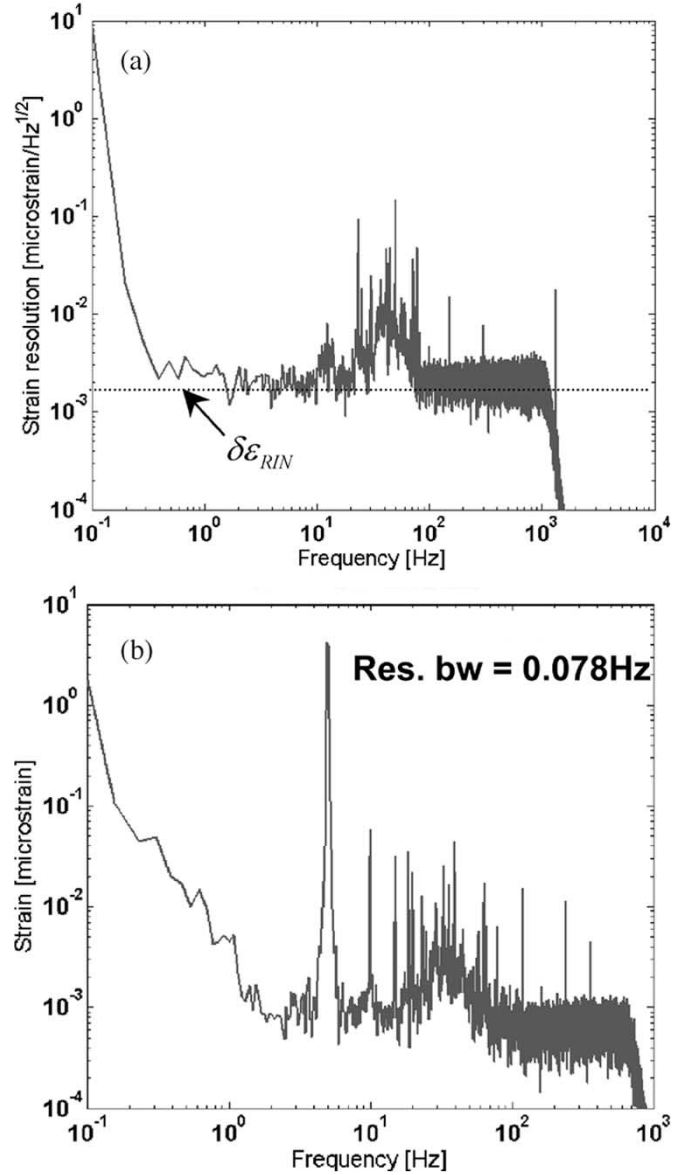 (a)
Strain resolution [microstrain/Hz^{1/2}]
10^1
10^0
10^{-1}
10^{-2}
10^{-3}
10^{-4}
δε_{RIN}
10^{-1} 10^0 10^1 10^2 10^3 10^4
Frequency [Hz]
(b)
Res. bw = 0.078Hz
Strain [microstrain]
10^1
10^0
10^{-1}
10^{-2}
10^{-3}
10^{-4}
10^{-1} 10^0 10^1 10^2 10^3
Frequency [Hz]